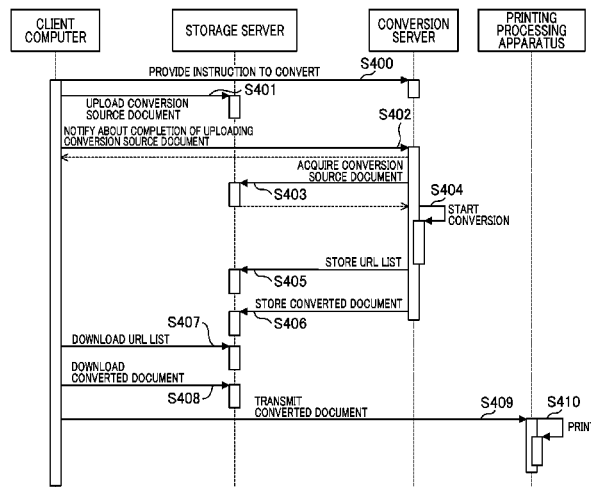 CLIENT
COMPUTER
STORAGE SERVER
CONVERSION
SERVER
PRINTING
PROCESSING
APPARATUS
PROVIDE INSTRUCTION TO CONVERT
S400
S401
UPLOAD CONVERSION
SOURCE DOCUMENT
NOTIFY ABOUT COMPLETION OF UPLOADING
CONVERSION SOURCE DOCUMENT
S402
ACQUIRE CONVERSION
SOURCE DOCUMENT
S403
S404
START
CONVERSION
STORE URL LIST
S405
STORE CONVERTED DOCUMENT
S406
DOWNLOAD URL LIST
S407
DOWNLOAD
CONVERTED DOCUMENT
S408
TRANSMIT
CONVERTED DOCUMENT
S409
S410
PRINT